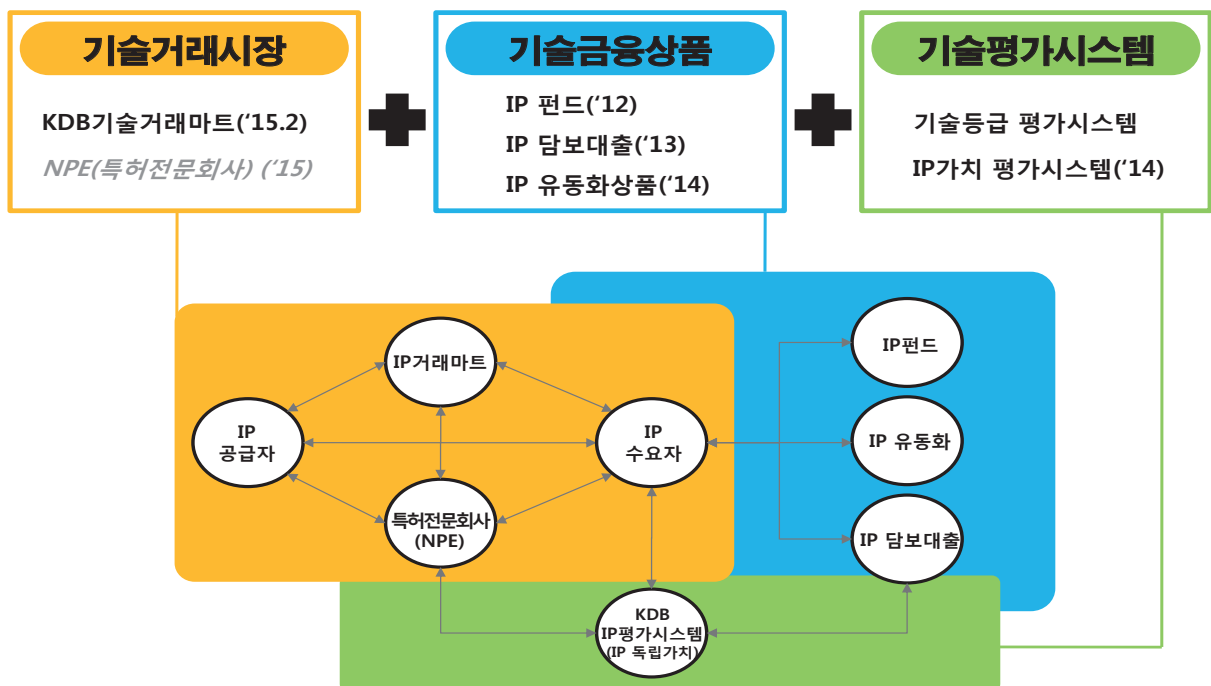 기술거래시장
KDB기술거래마트(‘15.2)
NPE(특허전문회사) (‘15)
기술금융상품
IP 펀드(‘12)
IP 담보대출(‘13)
IP 유동화상품(‘14)
기술평가시스템
기술등급 평가시스템
IP가치 평가시스템(‘14)
IP거래마트
IP
공급자
IP
수요자
특허전문회사
(NPE)
IP펀드
IP 유동화
IP 담보대출
KDB
IP평가시스템
(IP 독립가치)